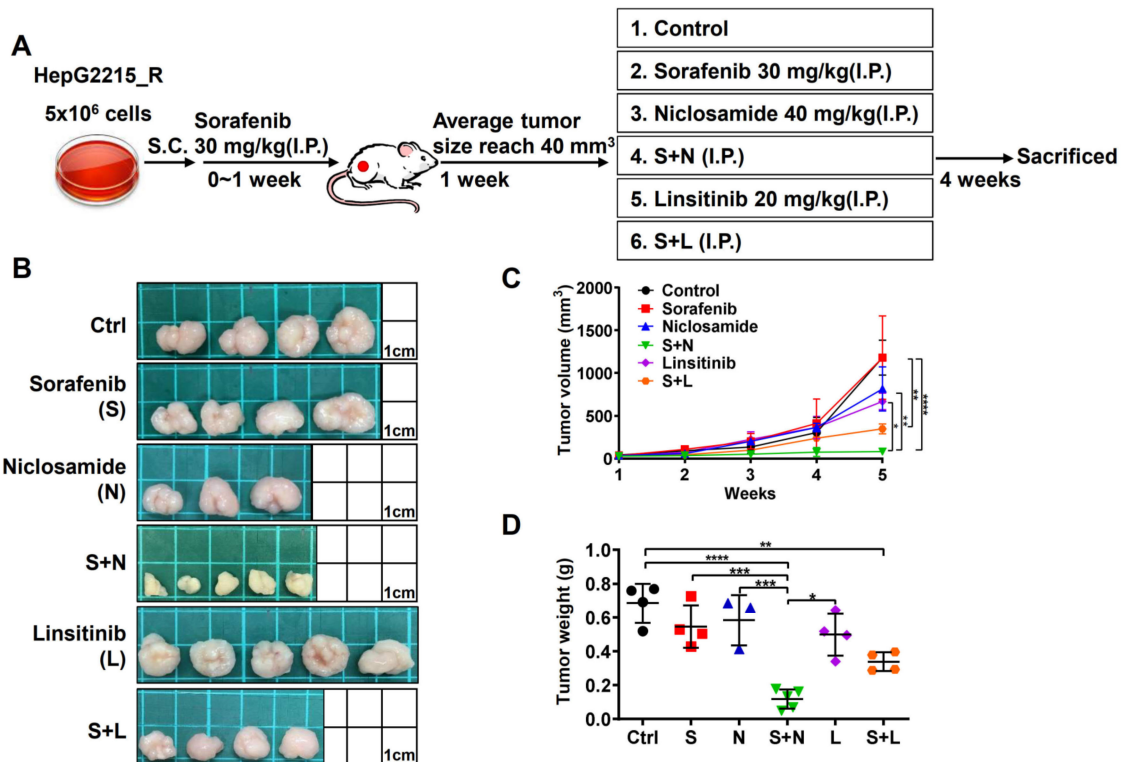 A
HepG2215_R
5x10⁶ cells
S.C.
Sorafenib
30 mg/kg(I.P.)
0~1 week
Average tumor
size reach 40 mm³
1 week
1. Control
2. Sorafenib 30 mg/kg(I.P.)
3. Niclosamide 40 mg/kg(I.P.)
4. S+N (I.P.)
5. Linsitinib 20 mg/kg(I.P.)
6. S+L (I.P.)
4 weeks
Sacrificed
B
Ctrl
1cm
Sorafenib
(S)
1cm
Niclosamide
(N)
1cm
S+N
1cm
Linsitinib
(L)
S+L
1cm
C
Tumor volume (mm³)
2000
1500
1000
500
0
Control
Sorafenib
Niclosamide
S+N
Linsitinib
S+L
*
**
**
****
1 2 3 4 5
Weeks
D
Tumor weight (g)
1.0
0.8
0.6
0.4
0.2
0.0
**
****
***
***
*
Ctrl S N S+N L S+L